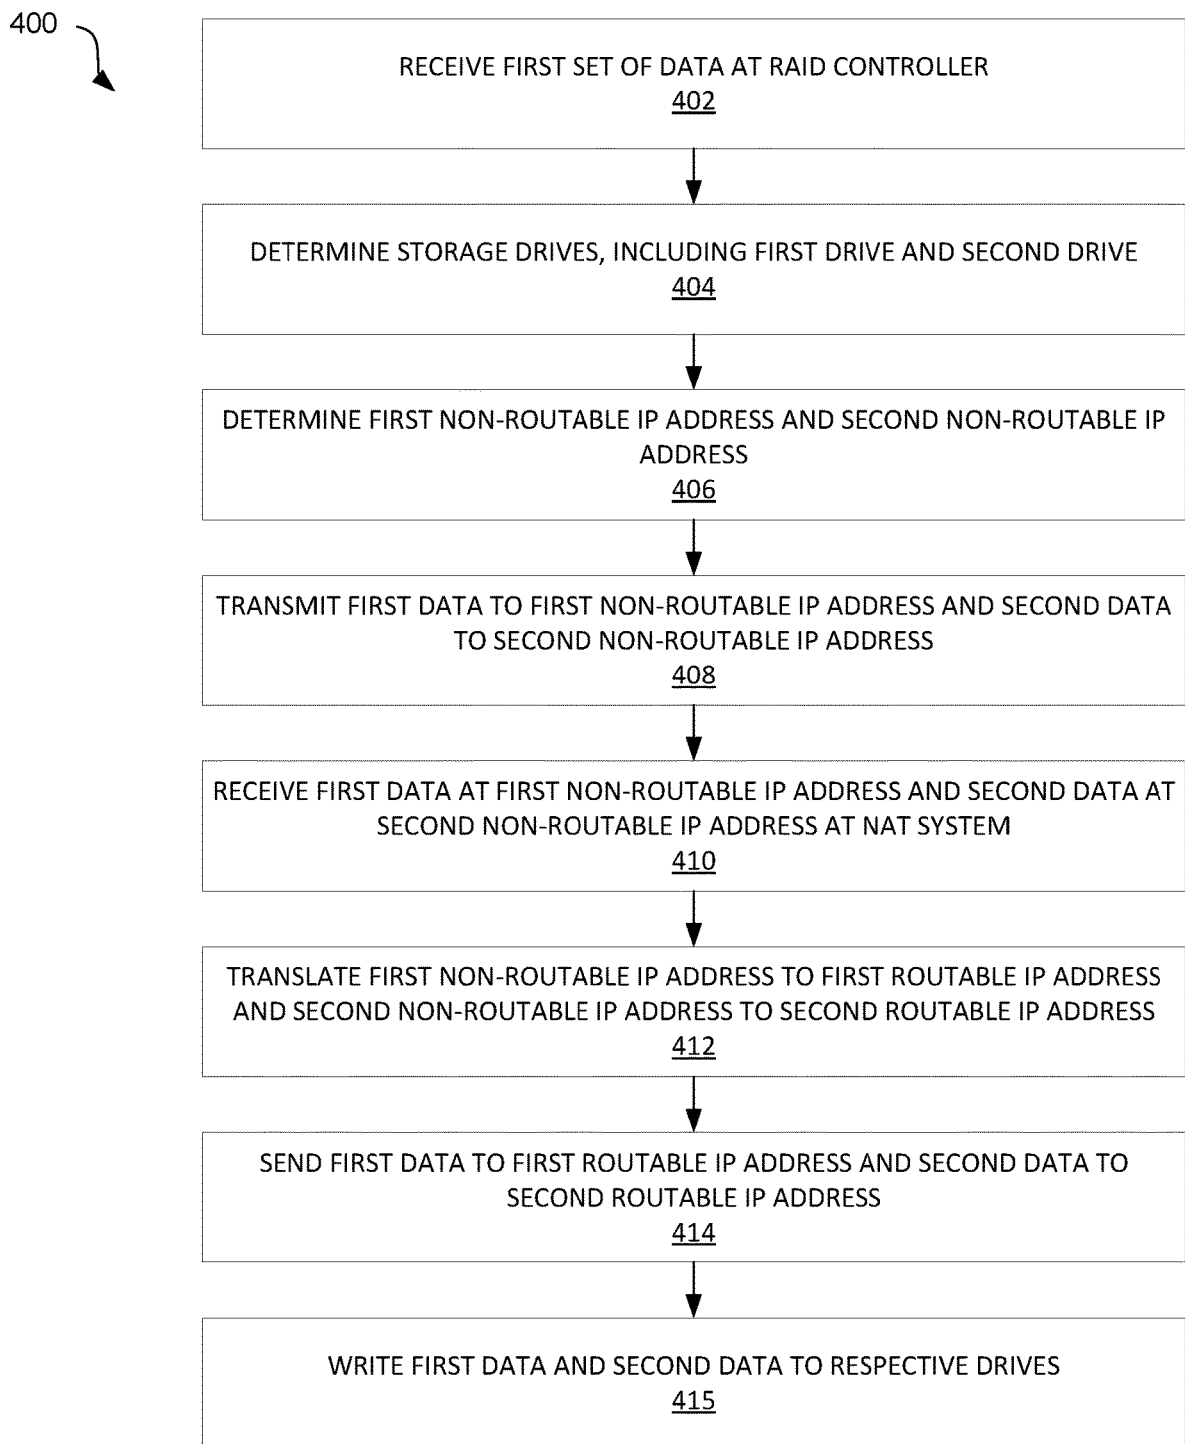 400
RECEIVE FIRST SET OF DATA AT RAID CONTROLLER
402
DETERMINE STORAGE DRIVES, INCLUDING FIRST DRIVE AND SECOND DRIVE
404
DETERMINE FIRST NON-ROUTABLE IP ADDRESS AND SECOND NON-ROUTABLE IP
ADDRESS
406
TRANSMIT FIRST DATA TO FIRST NON-ROUTABLE IP ADDRESS AND SECOND DATA
TO SECOND NON-ROUTABLE IP ADDRESS
408
RECEIVE FIRST DATA AT FIRST NON-ROUTABLE IP ADDRESS AND SECOND DATA AT
SECOND NON-ROUTABLE IP ADDRESS AT NAT SYSTEM
410
TRANSLATE FIRST NON-ROUTABLE IP ADDRESS TO FIRST ROUTABLE IP ADDRESS
AND SECOND NON-ROUTABLE IP ADDRESS TO SECOND ROUTABLE IP ADDRESS
412
SEND FIRST DATA TO FIRST ROUTABLE IP ADDRESS AND SECOND DATA TO
SECOND ROUTABLE IP ADDRESS
414
WRITE FIRST DATA AND SECOND DATA TO RESPECTIVE DRIVES
415